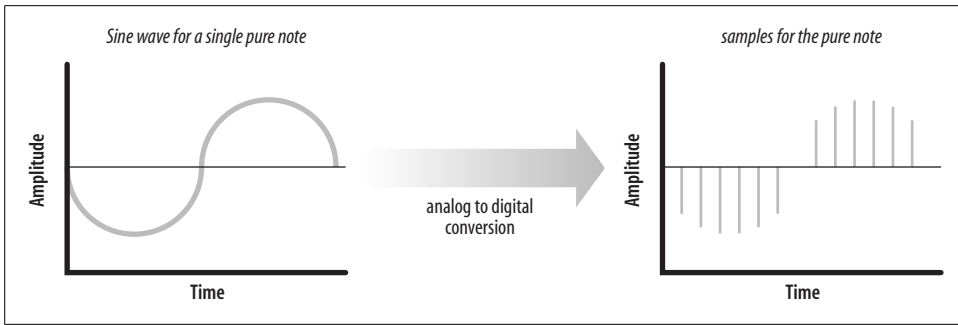 Sine wave for a single pure note
samples for the pure note
Amplitude
analog to digital
conversion
Amplitude
Time
Time